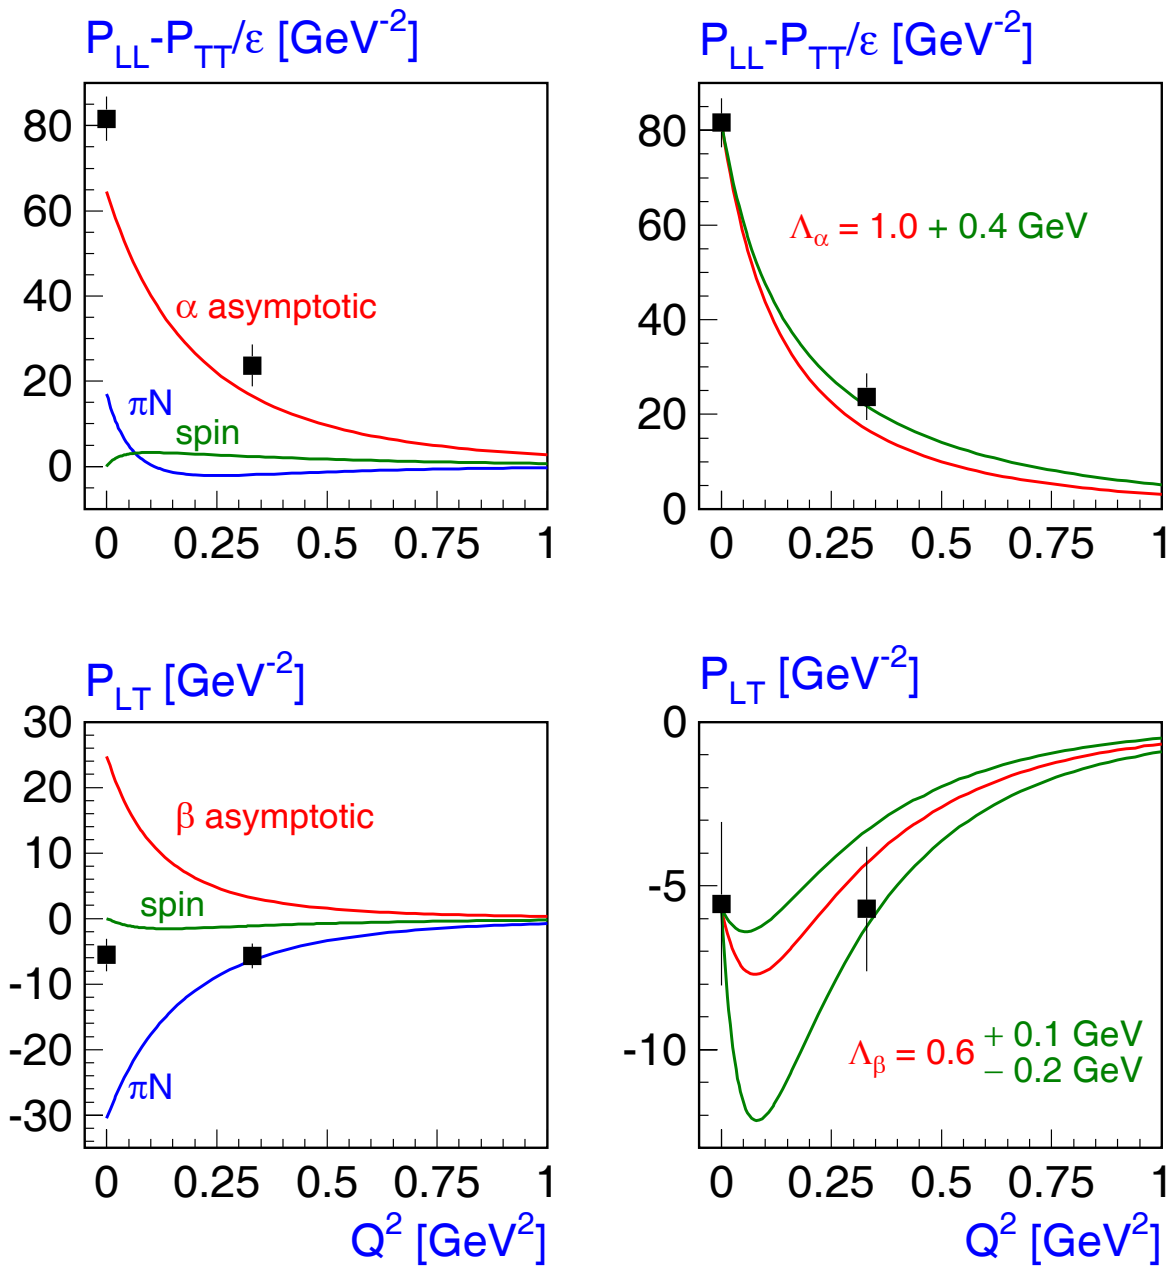 P_LL-P_TT/ε [GeV^-2]
80
60
40
20
0
α asymptotic
πN
spin
0 0.25 0.5 0.75 1
P_LL-P_TT/ε [GeV^-2]
80
60
40
20
0
Λ_α = 1.0 + 0.4 GeV
0 0.25 0.5 0.75 1
P_LT [GeV^-2]
30
20
10
0
-10
-20
-30
β asymptotic
spin
πN
0 0.25 0.5 0.75 1
Q^2 [GeV^2]
P_LT [GeV^-2]
0
-5
-10
Λ_β = 0.6 + 0.1 GeV
− 0.2 GeV
0 0.25 0.5 0.75 1
Q^2 [GeV^2]